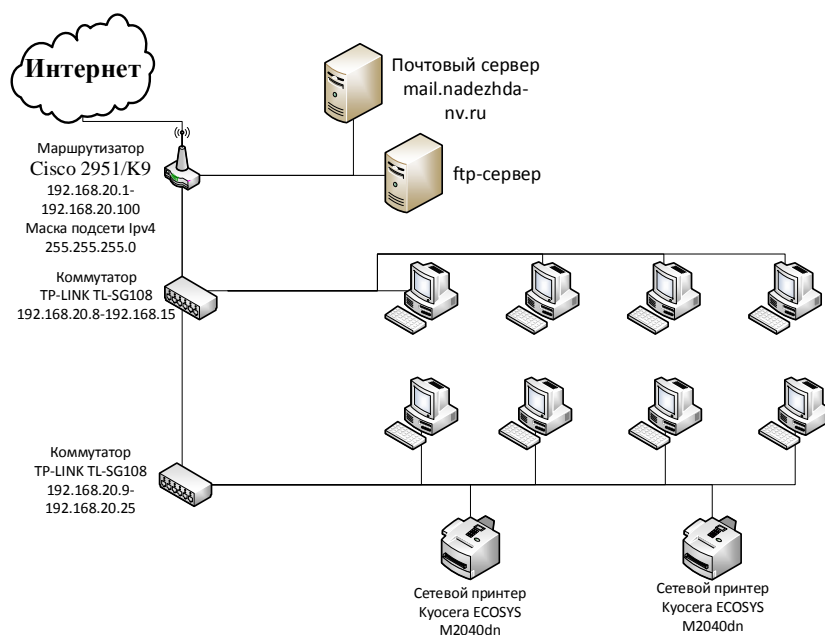 Интернет
Почтовый сервер
mail.nadezhda-
nv.ru
Маршрутизатор
Cisco 2951/K9
192.168.20.1-
192.168.20.100
Маска подсети Ipv4
255.255.255.0
ftp-сервер
Коммутатор
TP-LINK TL-SG108
192.168.20.8-192.168.15
Коммутатор
TP-LINK TL-SG108
192.168.20.9-
192.168.20.25
Сетевой принтер
Kyocera ECOSYS
M2040dn
Сетевой принтер
Kyocera ECOSYS
M2040dn